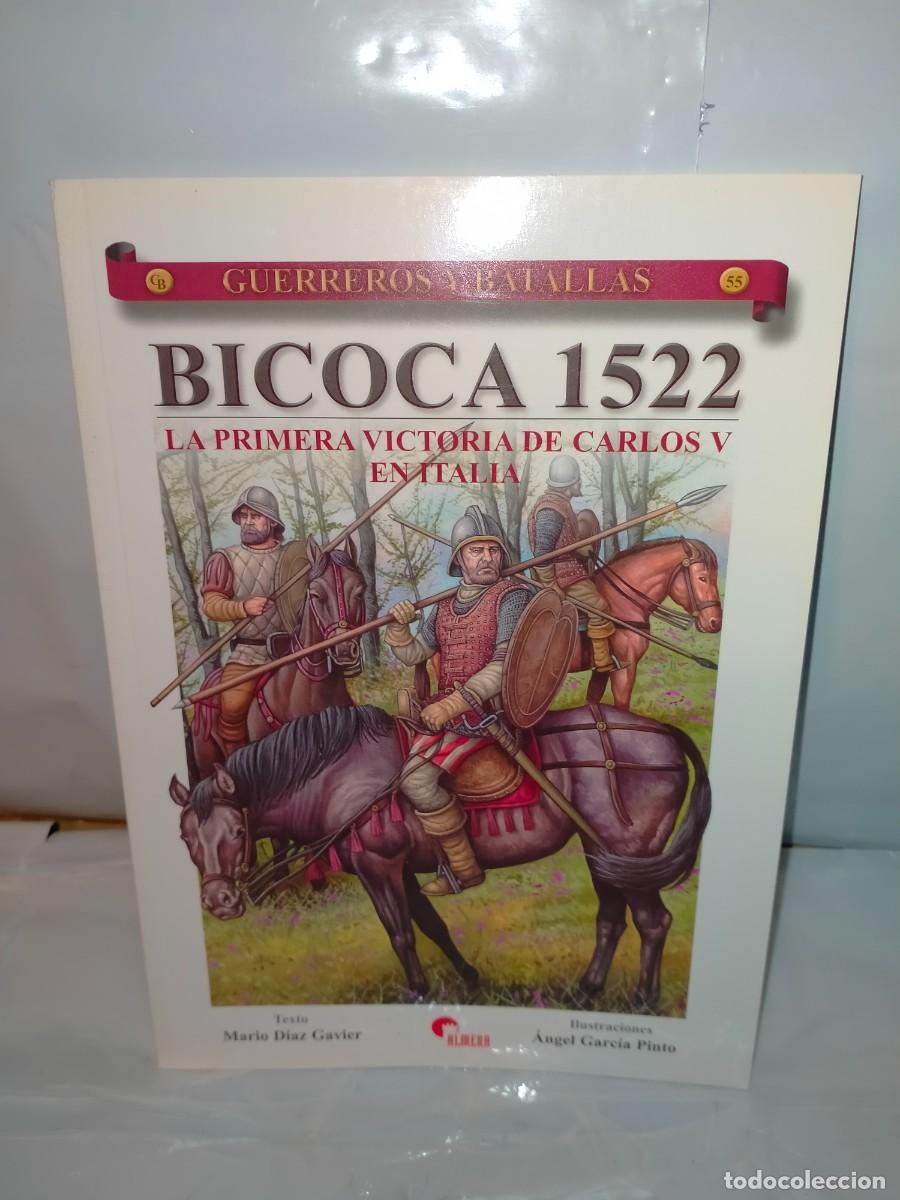 GB
GUERREROS Y BATALLAS
55
BICOCA 1522
LA PRIMERA VICTORIA DE CARLOS V
EN ITALIA
Texto
Mario Díaz Gavier
ALMENA
Ilustraciones
Ángel García Pinto
todocoleccion